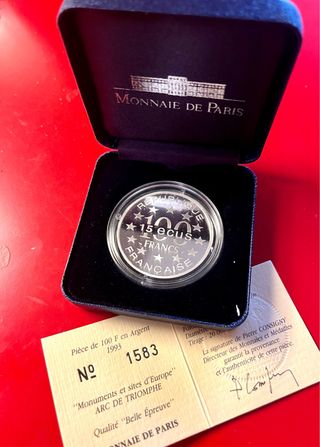 MONNAIE DE PARIS
RÉPUBLIQUE
100
15 ECUS
FRANCS
FRANÇAISE
Pièce de 100 F en Argent
1993
Nº 1583
"Monuments et sites d'Europe"
ARC DE TRIOMPHE
Qualité "Belle Épreuve"
MONNAIE DE PARIS
Tirage
La signature de Pierre CONSIGNY
Directeur des Monnaies et Médailles
garantit la provenance
et l'authenticité de cette pièce.